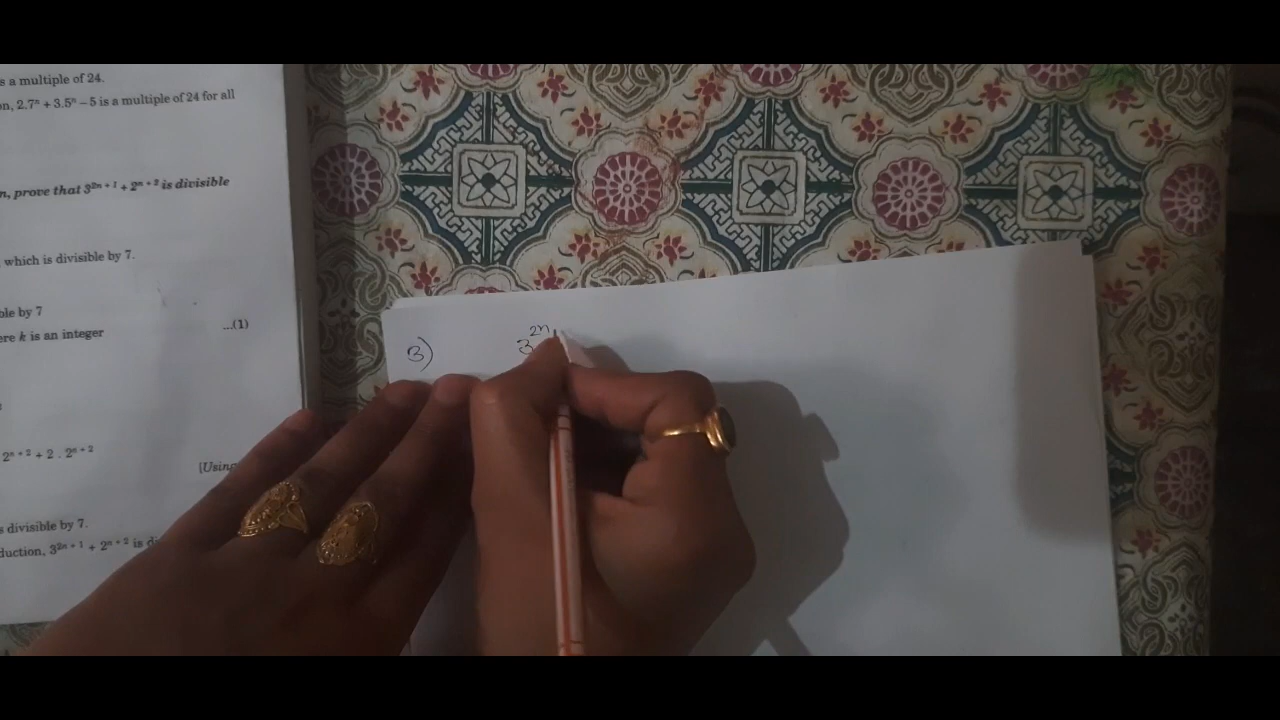 s a multiple of 24.
on, 2.7ⁿ + 3.5ⁿ – 5 is a multiple of 24 for all
n, prove that 3²ⁿ⁺¹ + 2ⁿ⁺² is divisible
which is divisible by 7.
ble by 7
ere k is an integer ...(1)
2ⁿ⁺² + 2 . 2ⁿ⁺²
[Using
s divisible by 7.
duction, 3²ⁿ⁺¹ + 2ⁿ⁺² is di
3) 3²ⁿ